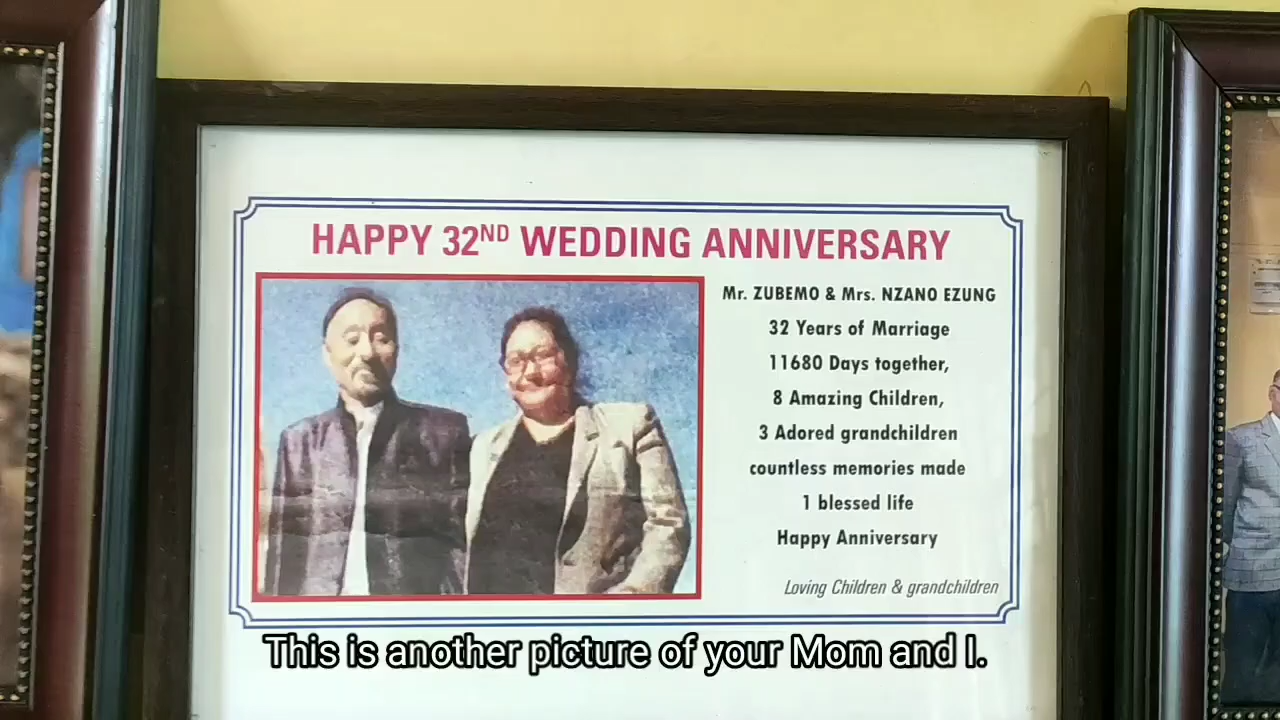 HAPPY 32ND WEDDING ANNIVERSARY
Mr. ZUBEMO & Mrs. NZANO EZUNG
32 Years of Marriage
11680 Days together,
8 Amazing Children,
3 Adored grandchildren
countless memories made
1 blessed life
Happy Anniversary
Loving Children & grandchildren
This is another picture of your Mom and I.